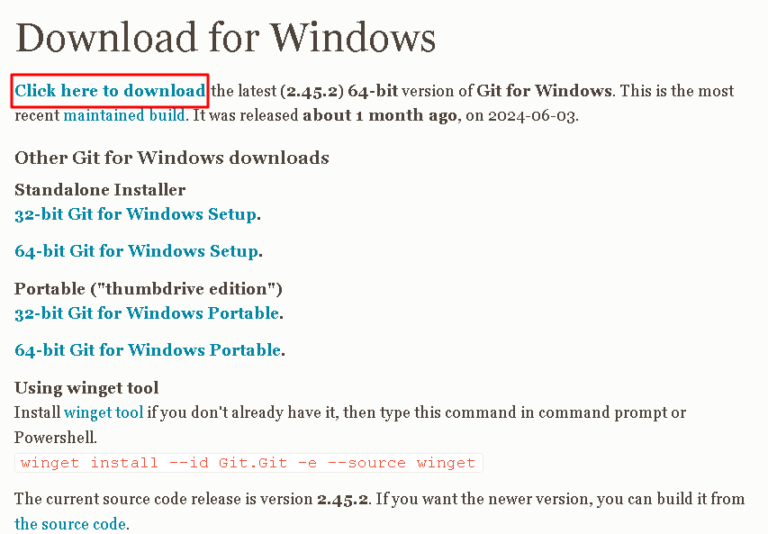 Download for Windows
Click here to download the latest (2.45.2) 64-bit version of Git for Windows. This is the most
recent maintained build. It was released about 1 month ago, on 2024-06-03.
Other Git for Windows downloads
Standalone Installer
32-bit Git for Windows Setup.
64-bit Git for Windows Setup.
Portable ("thumbdrive edition")
32-bit Git for Windows Portable.
64-bit Git for Windows Portable.
Using winget tool
Install winget tool if you don't already have it, then type this command in command prompt or
Powershell.
winget install --id Git.Git -e --source winget
The current source code release is version 2.45.2. If you want the newer version, you can build it from
the source code.